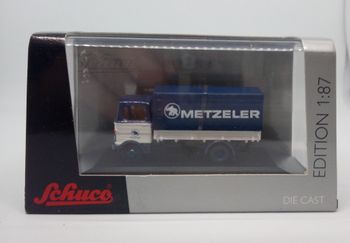 METZELER
Schuco
EDITION 1:87
DIE CAST